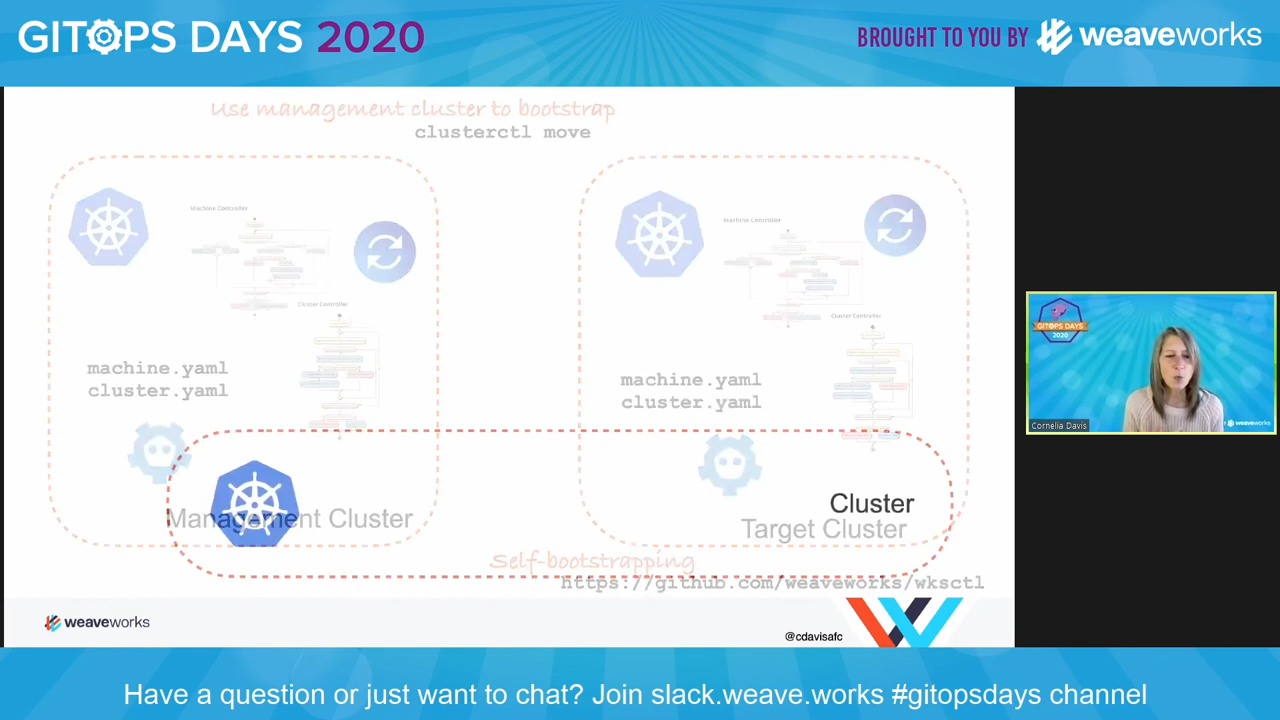 GITOPS DAYS 2020
BROUGHT TO YOU BY weaveworks
Use management cluster to bootstrap
clusterctl move
Machine Controller
Cluster Controller
machine.yaml
cluster.yaml
Management Cluster
Machine Controller
Cluster Controller
machine.yaml
cluster.yaml
Cluster
Target Cluster
Self-bootstrapping
https://github.com/weaveworks/wksctl
weaveworks
@cdavisafc
GITOPS DAYS
2020
Cornelia Davis
weaveworks
Have a question or just want to chat? Join slack.weave.works #gitopsdays channel